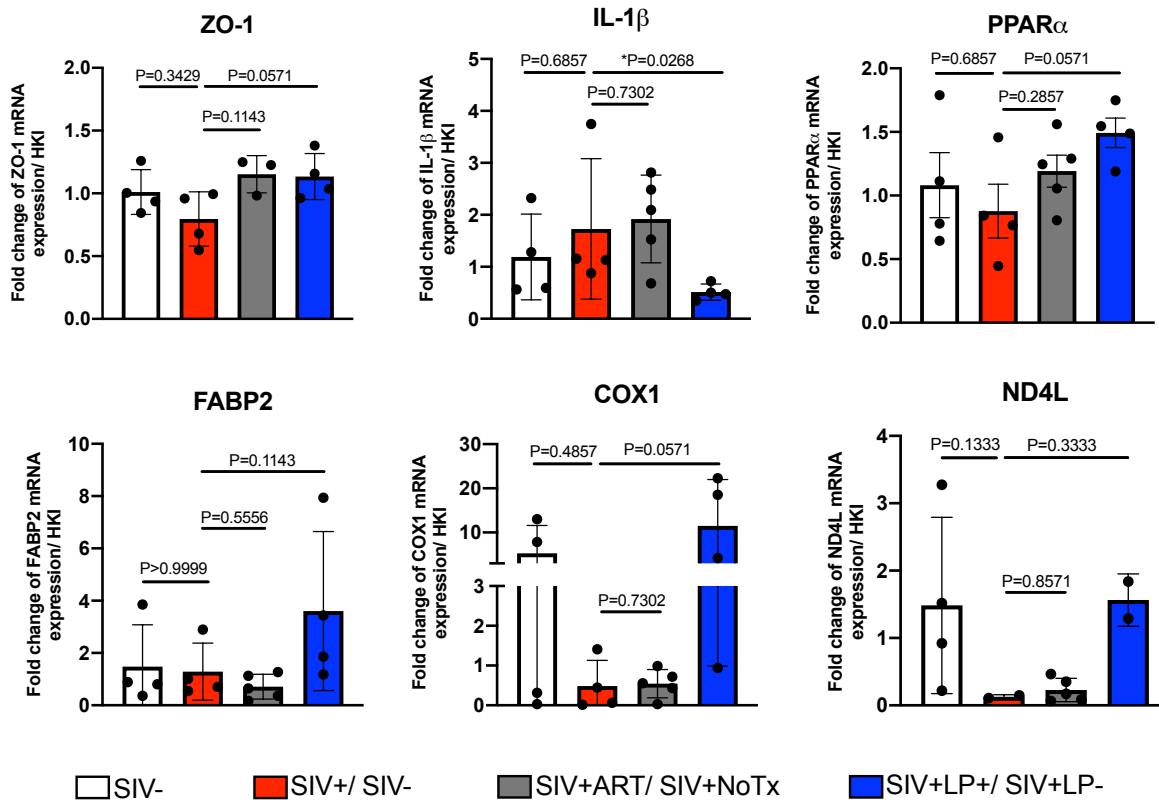 ZO-1
Fold change of ZO-1 mRNA
expression/ HKI
2.0
1.5
1.0
0.5
0.0
P=0.3429
P=0.0571
P=0.1143
IL-1β
Fold change of IL-1β mRNA
expression/ HKI
5
4
3
2
1
0
P=0.6857
*P=0.0268
P=0.7302
PPARα
Fold change of PPARα mRNA
expression/ HKI
2.0
1.5
1.0
0.5
0.0
P=0.6857
P=0.0571
P=0.2857
FABP2
Fold change of FABP2 mRNA
expression/ HKI
10
8
6
4
2
0
P=0.1143
P=0.5556
P>0.9999
COX1
Fold change of COX1 mRNA
expression/ HKI
30
20
10
3
2
1
0
P=0.4857
P=0.0571
P=0.7302
ND4L
Fold change of ND4L mRNA
expression/ HKI
4
3
2
1
0
P=0.1333
P=0.3333
P=0.8571
SIV-
SIV+/ SIV-
SIV+ART/ SIV+NoTx
SIV+LP+/ SIV+LP-